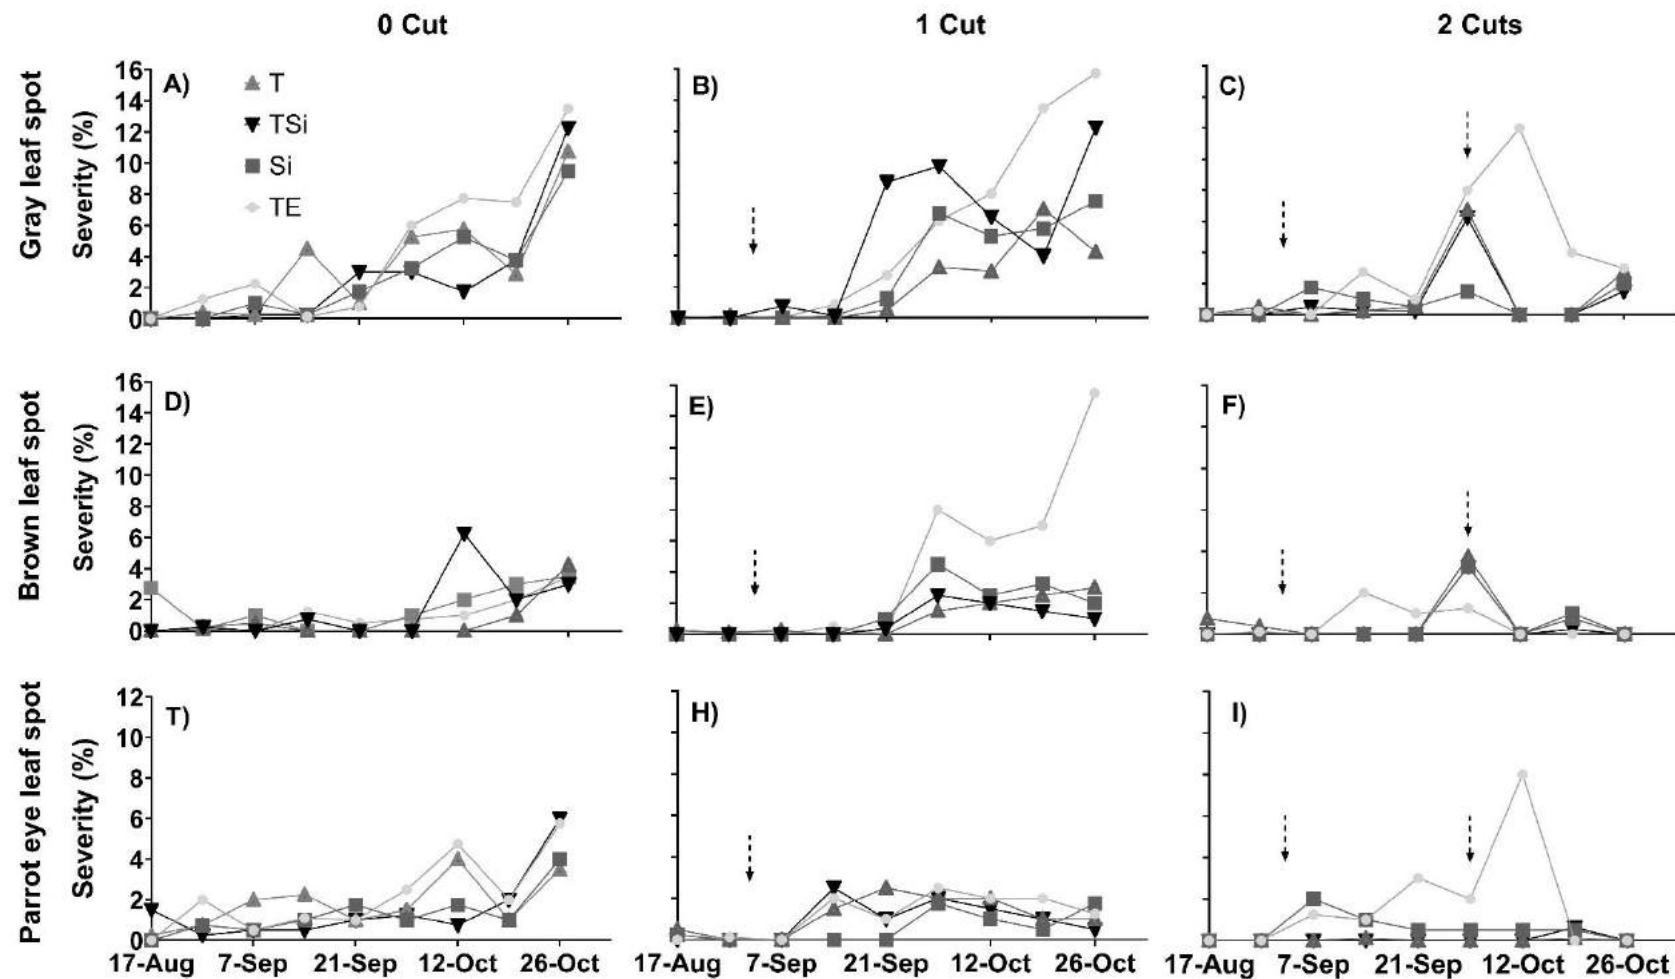 0 Cut 1 Cut 2 Cuts
Gray leaf spot
Severity (%)
16
14
12
10
8
6
4
2
0
A)
T
TSi
Si
TE
B)
C)
Brown leaf spot
Severity (%)
16
14
12
10
8
6
4
2
0
D)
E)
F)
Parrot eye leaf spot
Severity (%)
12
10
8
6
4
2
0
T)
H)
I)
17-Aug 7-Sep 21-Sep 12-Oct 26-Oct 17-Aug 7-Sep 21-Sep 12-Oct 26-Oct 17-Aug 7-Sep 21-Sep 12-Oct 26-Oct